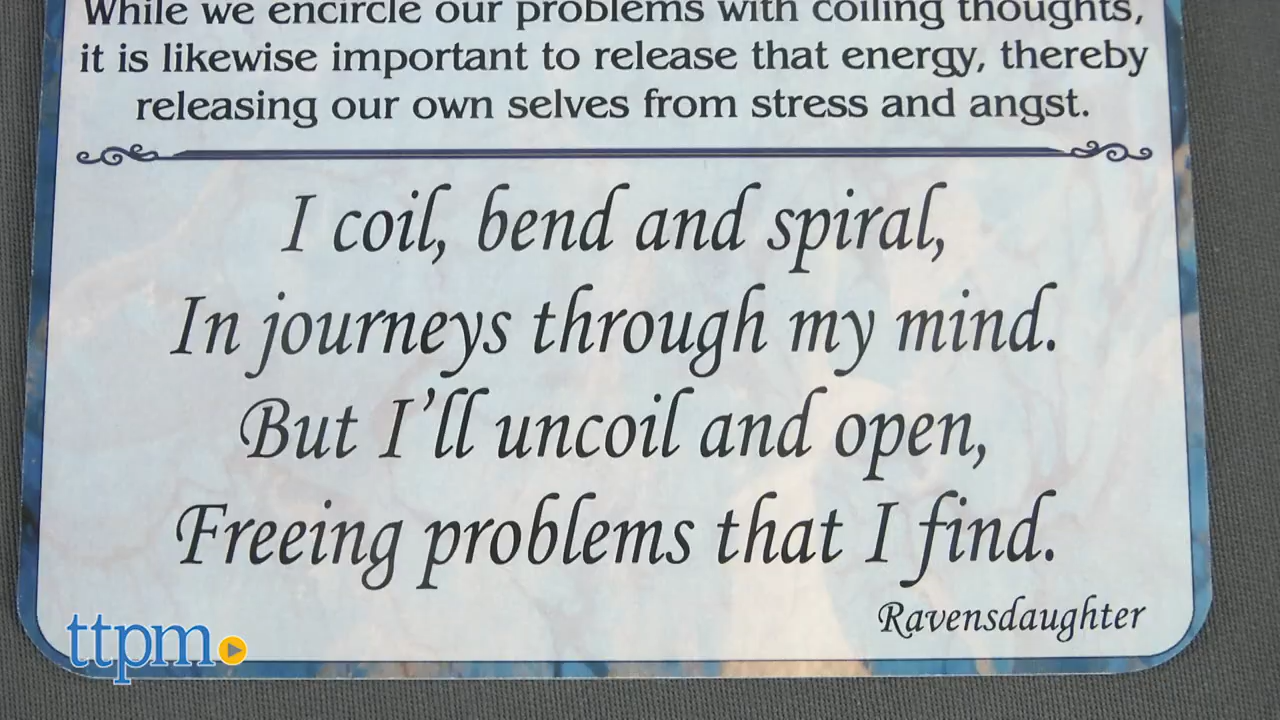 While we encircle our problems with coiling thoughts,
it is likewise important to release that energy, thereby
releasing our own selves from stress and angst.
I coil, bend and spiral,
In journeys through my mind.
But I'll uncoil and open,
Freeing problems that I find.
Ravensdaughter
ttpm